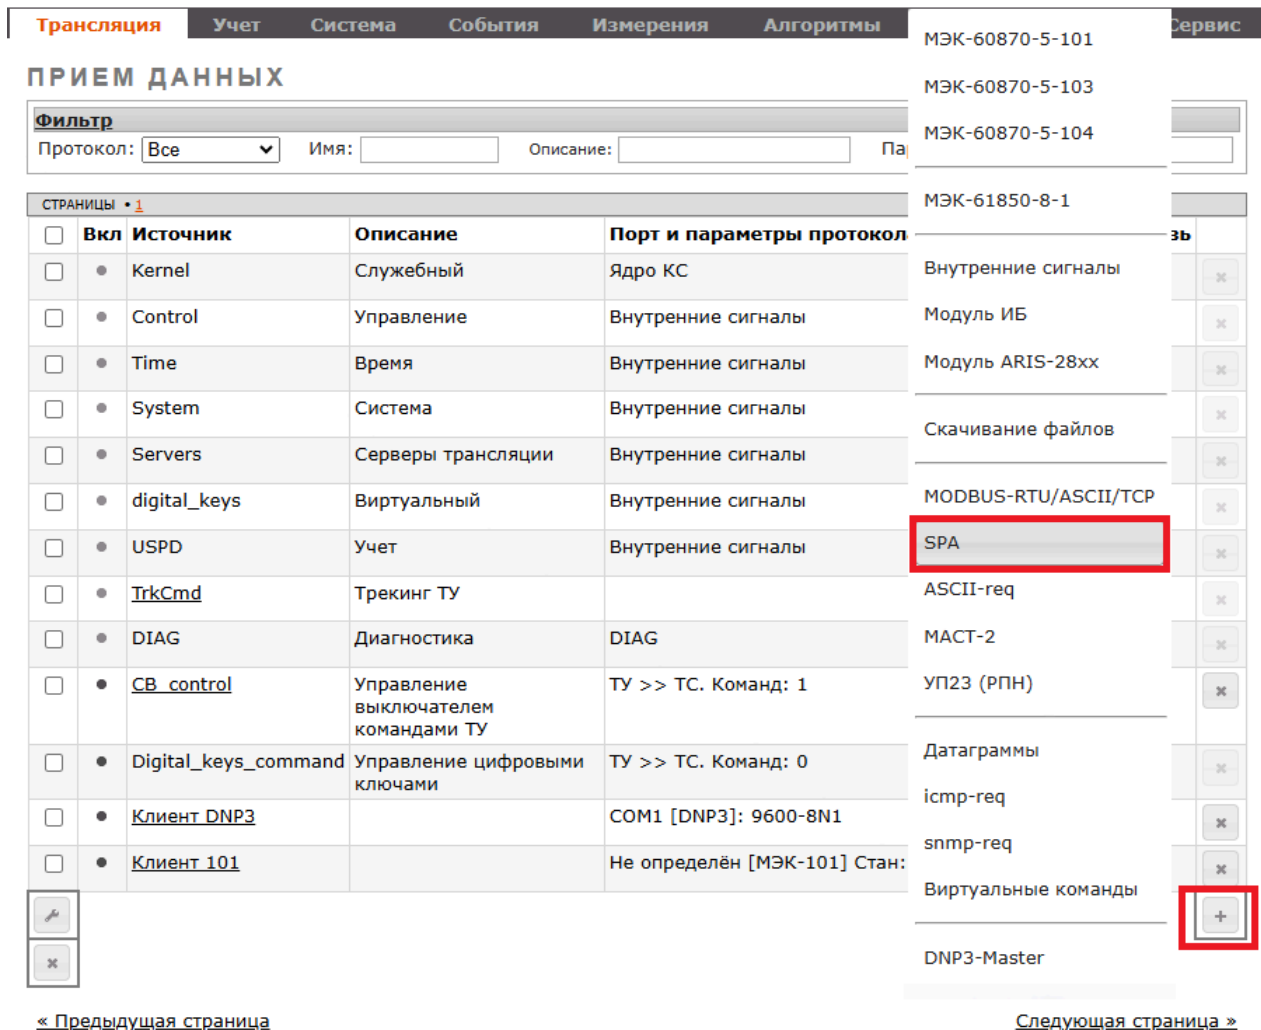 Трансляция Учет Система События Измерения Алгоритмы Сервис
ПРИЕМ ДАННЫХ
Фильтр
Протокол: Все Имя: Описание:
СТРАНИЦЫ • 1
Вкл Источник Описание Порт и параметры протокол
Kernel Служебный Ядро КС
Control Управление Внутренние сигналы
Time Время Внутренние сигналы
System Система Внутренние сигналы
Servers Серверы трансляции Внутренние сигналы
digital_keys Виртуальный Внутренние сигналы
USPD Учет Внутренние сигналы
TrkCmd Трекинг ТУ
DIAG Диагностика DIAG
CB_control Управление выключателем командами ТУ ТУ >> ТС. Команд: 1
Digital_keys_command Управление цифровыми ключами ТУ >> ТС. Команд: 0
Клиент DNP3 COM1 [DNP3]: 9600-8N1
Клиент 101 Не определён [МЭК-101] Стан:
МЭК-60870-5-101
МЭК-60870-5-103
МЭК-60870-5-104
МЭК-61850-8-1
Внутренние сигналы
Модуль ИБ
Модуль ARIS-28xx
Скачивание файлов
MODBUS-RTU/ASCII/TCP
SPA
ASCII-req
МАСТ-2
УП23 (РПН)
Датаграммы
icmp-req
snmp-req
Виртуальные команды
DNP3-Master
« Предыдущая страница Следующая страница »